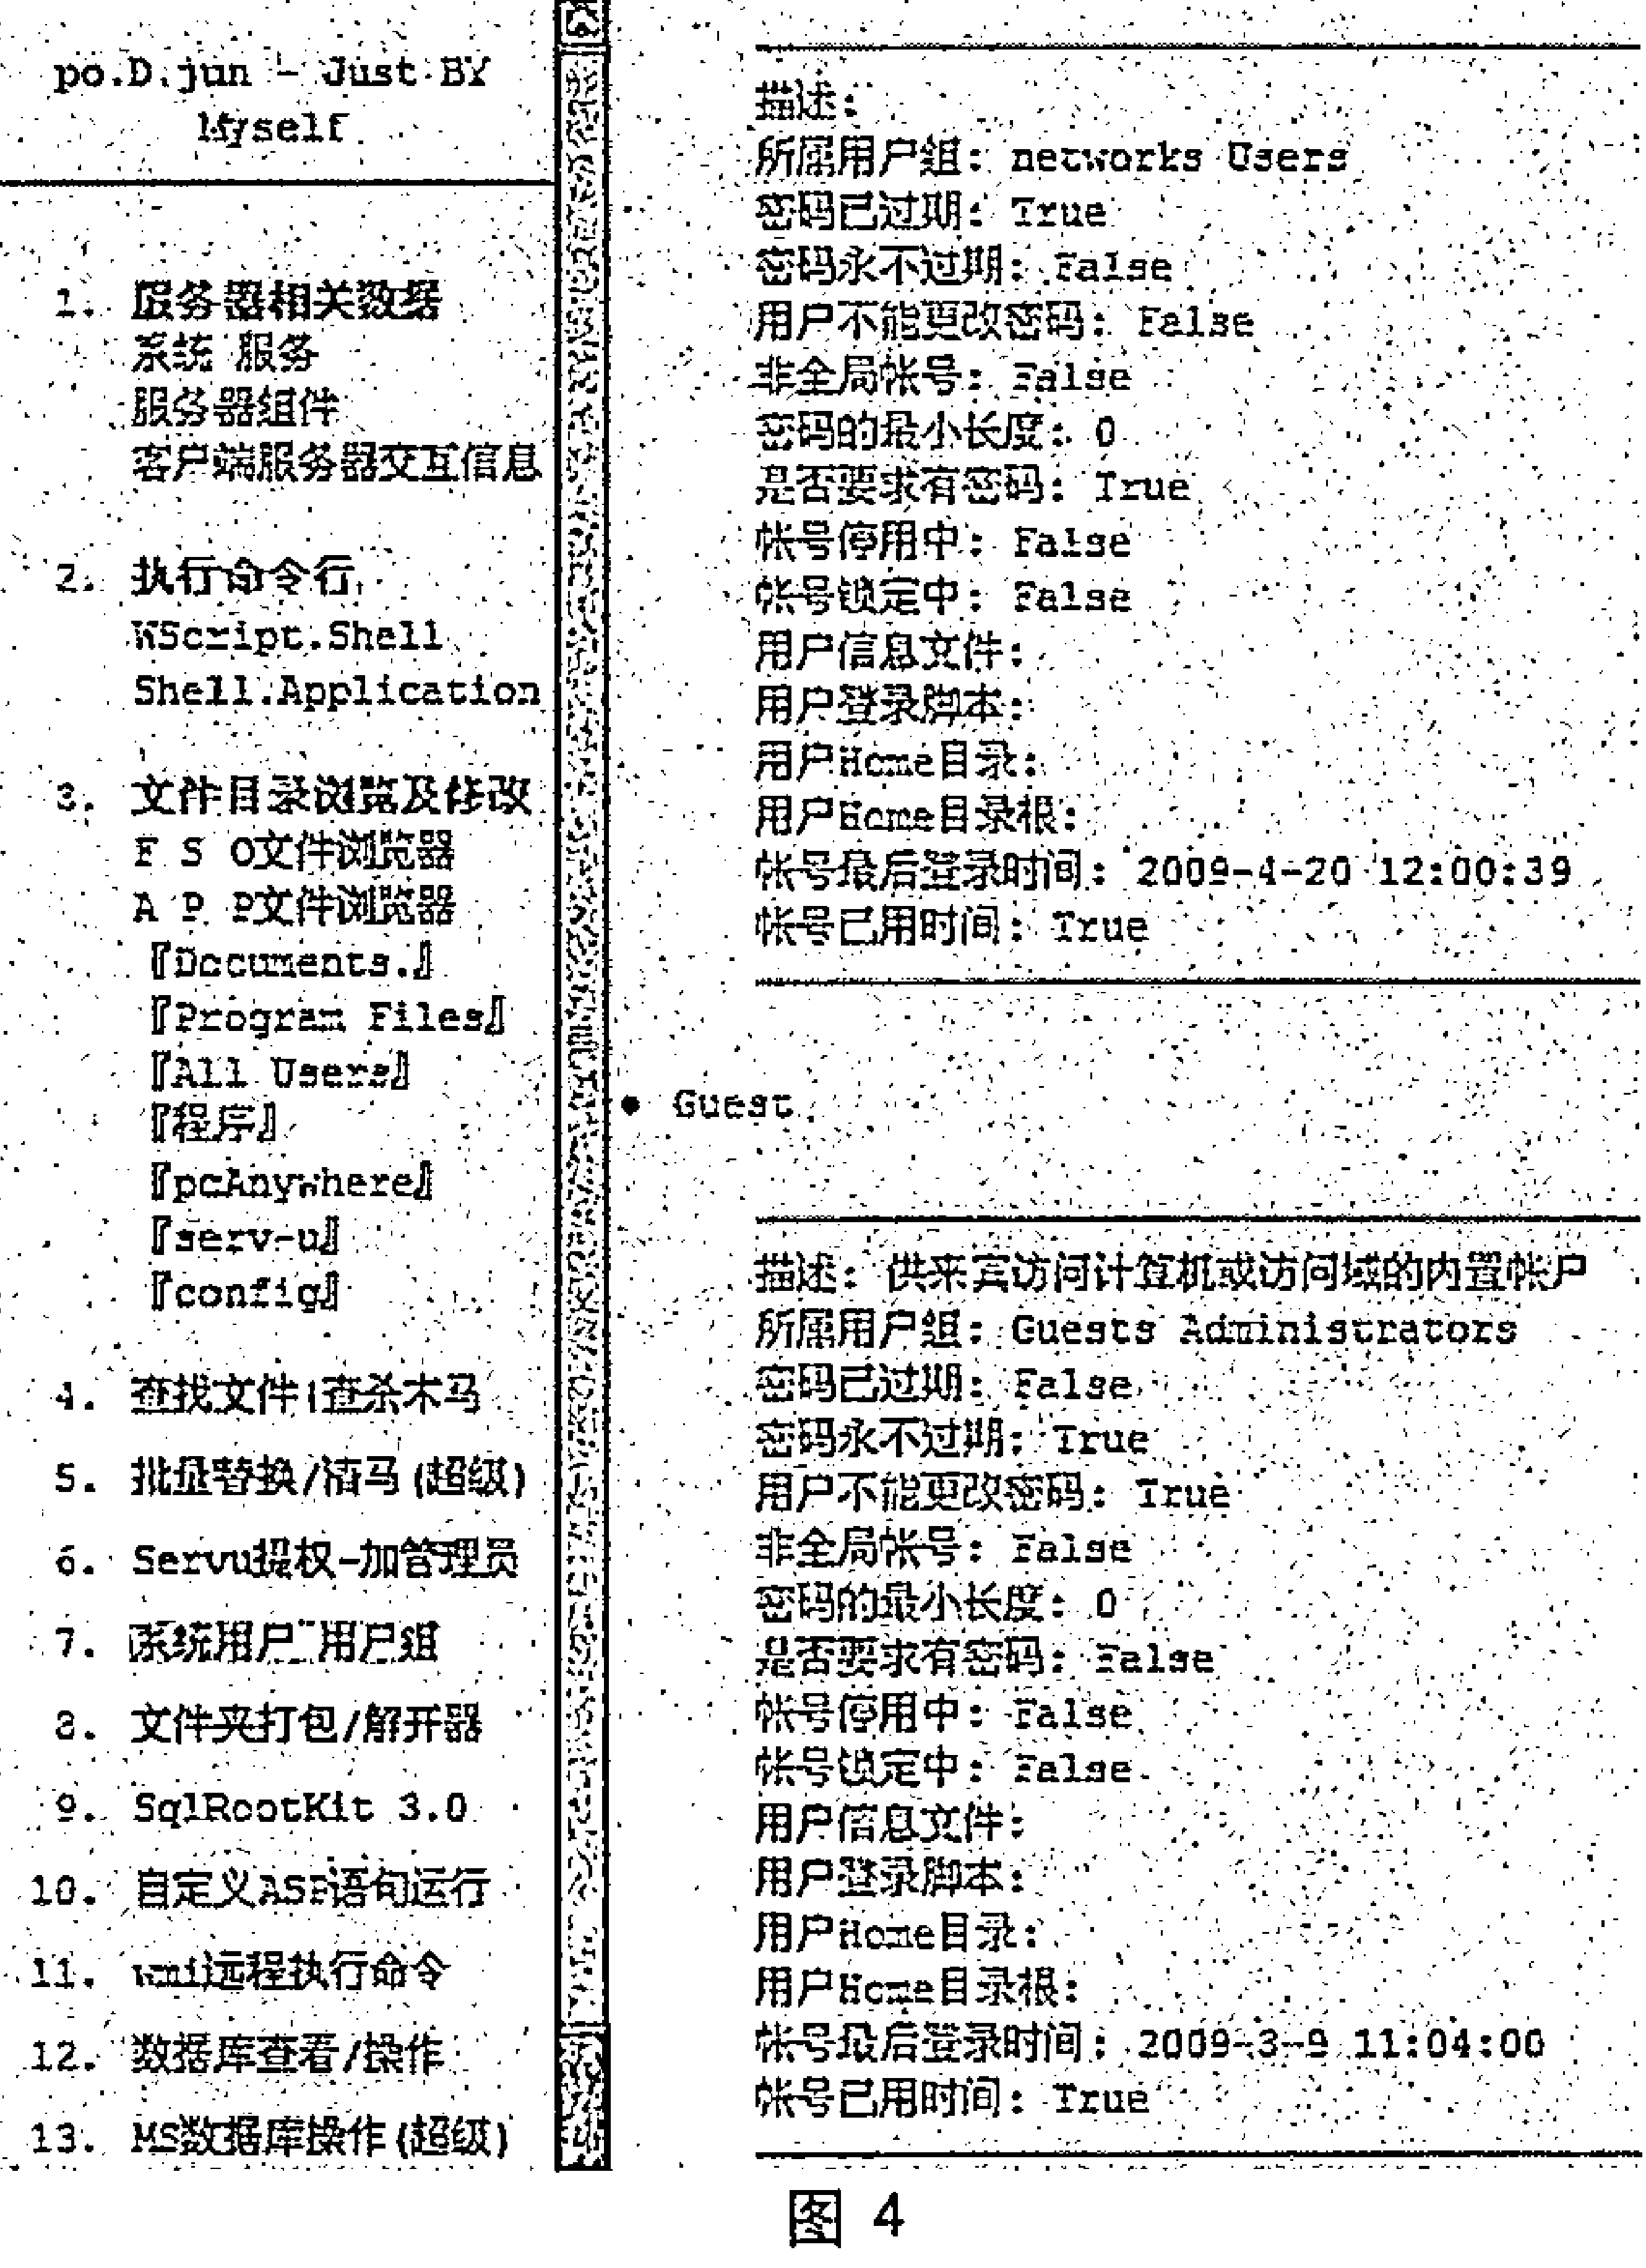 po.D.jun - Just BY
Myself
1. 服务器相关数据
系统 服务
服务器组件
客户端服务器交互信息
2. 执行命令行
WScript.Shell
Shell.Application
3. 文件目录浏览及修改
F S O文件浏览器
A P P文件浏览器
『Documents.』
『Program Files』
『All Users』
『程序』
『pcAnywhere』
『serv-u』
『config』
4. 查找文件|查杀木马
5. 批量替换/清马(超级)
6. Servu提权-加管理员
7. 系统用户 用户组
8. 文件夹打包/解开器
9. SqlRootKit 3.0
10. 自定义ASP语句运行
11. wmi远程执行命令
12. 数据库查看/操作
13. MS数据库操作(超级)
描述:
所属用户组: networks Users
密码已过期: True
密码永不过期: False
用户不能更改密码: False
非全局帐号: False
密码的最小长度: 0
是否要求有密码: True
帐号停用中: False
帐号锁定中: False
用户信息文件:
用户登录脚本:
用户Home目录:
用户Home目录根:
帐号最后登录时间: 2009-4-20 12:00:39
帐号已用时间: True
● Guest
描述: 供来宾访问计算机或访问域的内置帐户
所属用户组: Guests Administrators
密码已过期: False
密码永不过期: True
用户不能更改密码: True
非全局帐号: False
密码的最小长度: 0
是否要求有密码: False
帐号停用中: False
帐号锁定中: False
用户信息文件:
用户登录脚本:
用户Home目录:
用户Home目录根:
帐号最后登录时间: 2009-3-9 11:04:00
帐号已用时间: True
图 4